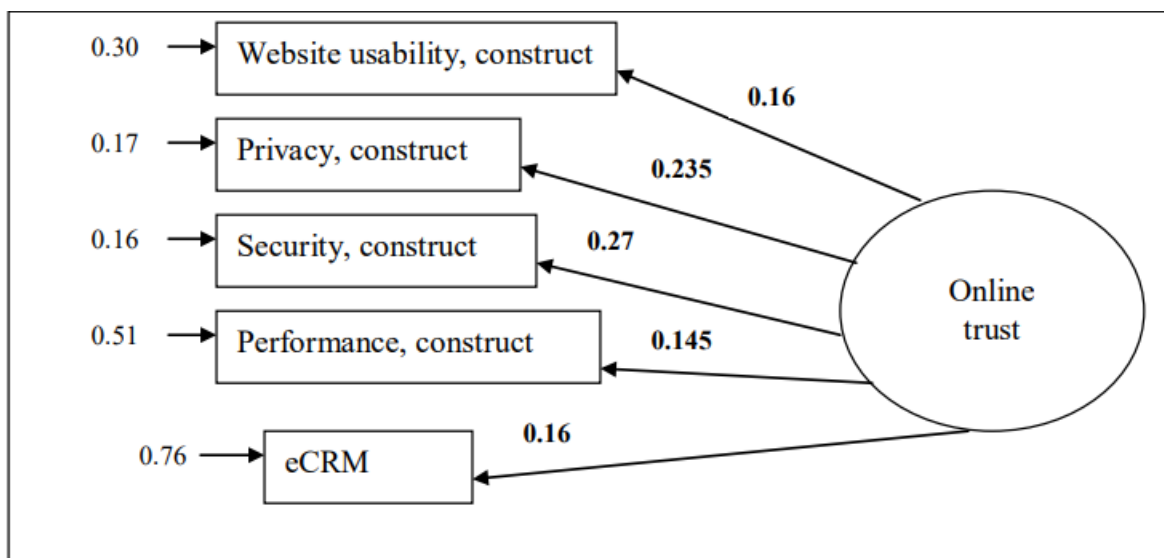 0.30
Website usability, construct
0.16
0.17
Privacy, construct
0.235
0.16
Security, construct
0.27
0.51
Performance, construct
0.145
Online
trust
0.76
eCRM
0.16